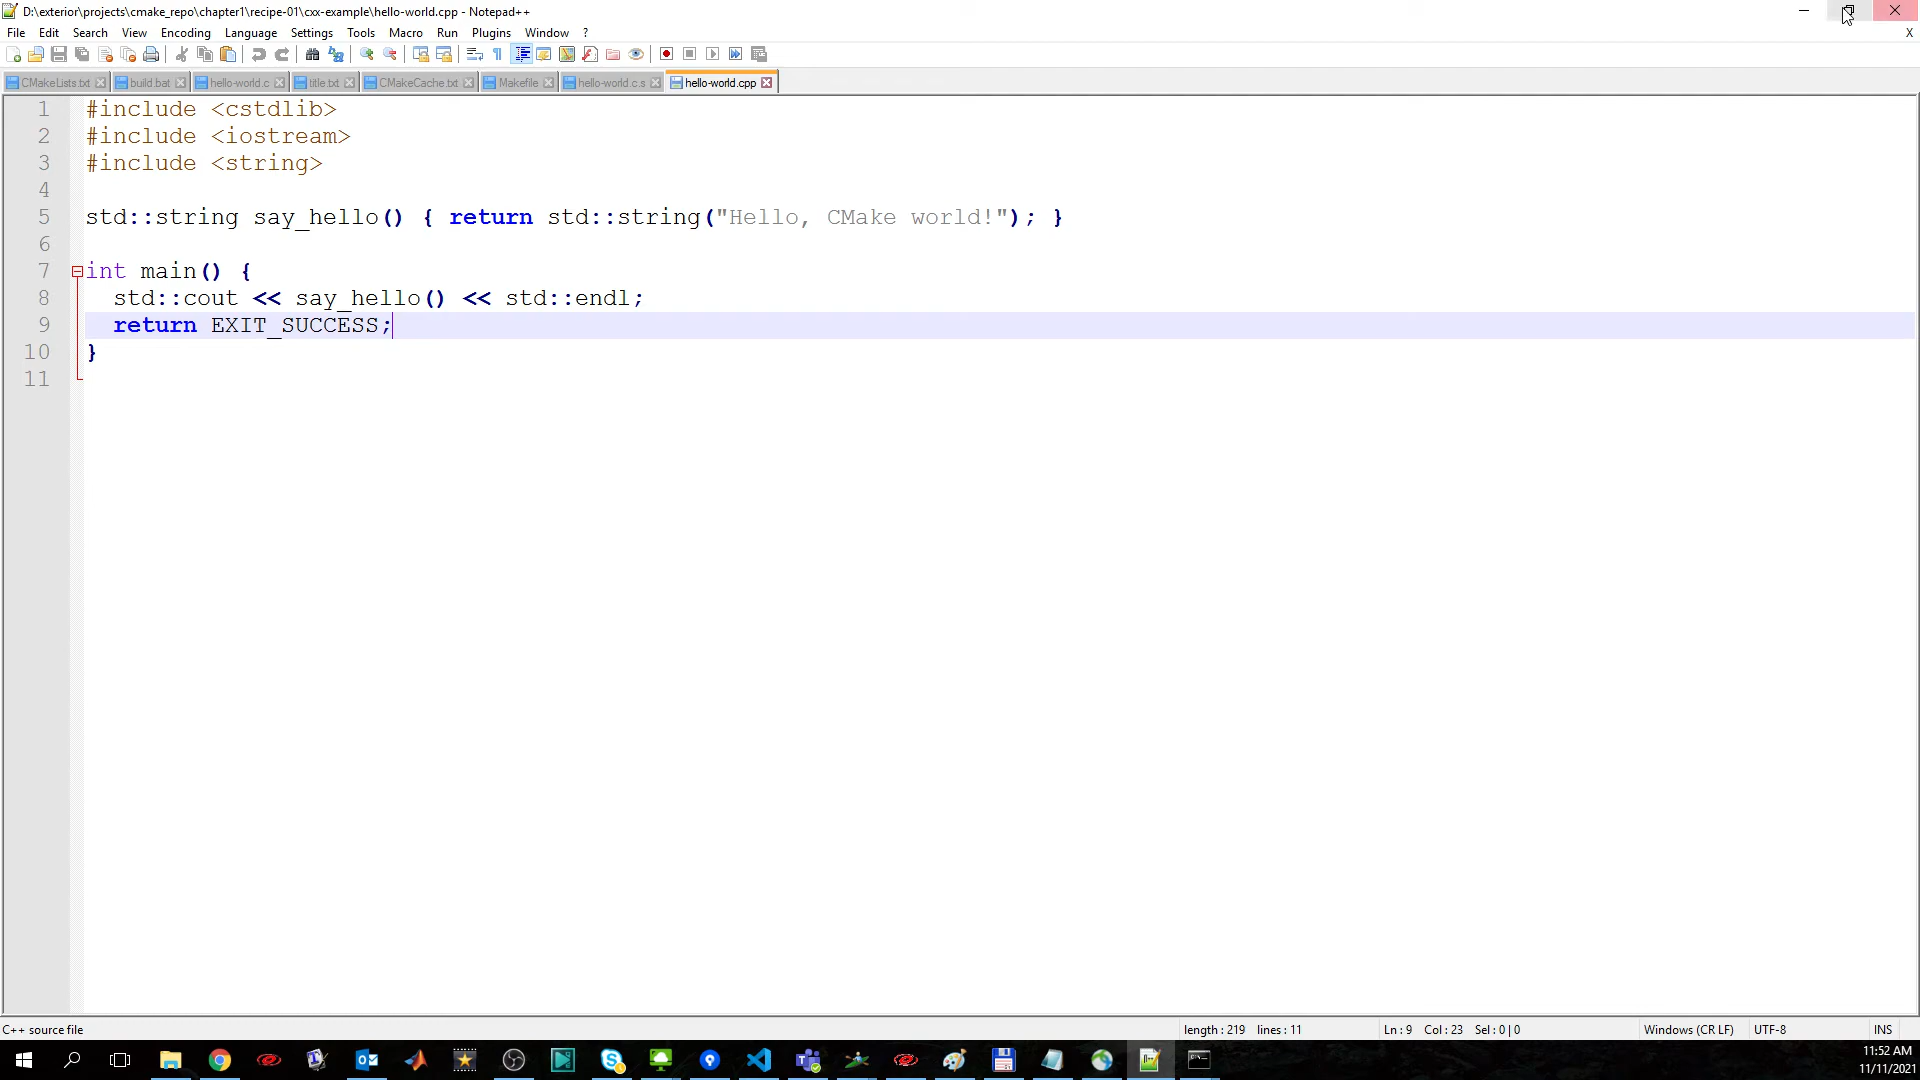 D:\exterior\projects\cmake_repo\chapter1\recipe-01\cxx-example\hello-world.cpp - Notepad++
File Edit Search View Encoding Language Settings Tools Macro Run Plugins Window ? X
CMakeLists.txt build.bat hello-world.c title.txt CMakeCache.txt Makefile hello-world.c.s hello-world.cpp
1 #include <cstdlib>
2 #include <iostream>
3 #include <string>
4
5 std::string say_hello() { return std::string("Hello, CMake world!"); }
6
7 int main() {
8 std::cout << say_hello() << std::endl;
9 return EXIT_SUCCESS;
10 }
11
C++ source file length : 219 lines : 11 Ln : 9 Col : 23 Sel : 0 | 0 Windows (CR LF) UTF-8 INS
11:52 AM
11/11/2021